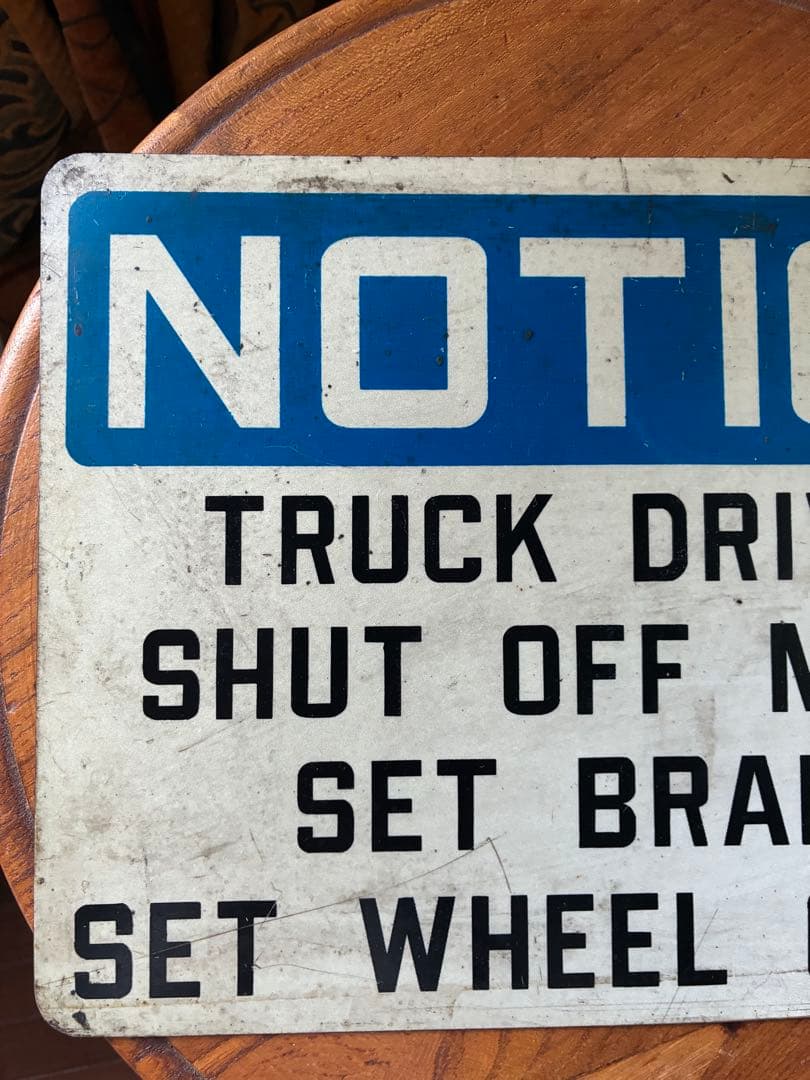 NOTIC
TRUCK DRIV
SHUT OFF M
SET BRA
SET WHEEL